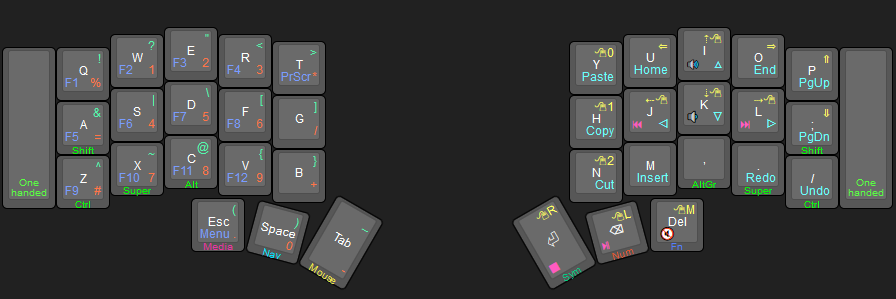 One
handed
!
Q
F1 %
&
A
F5 =
Shift
^
Z
F9 #
Ctrl
?
W
F2 1
|
S
F6 4
~
X
F10 7
Super
"
E
F3 2
\
D
F7 5
@
C
F11 8
Alt
<
R
F4 3
[
F
F8 6
{
V
F12 9
>
T
PrScr *
]
G
/
}
B
+
(
Esc
Menu .
Media
)
Space
0
Nav
~
Tab
-
Mouse
0
Y
Paste
1
H
Copy
2
N
Cut
⇐
U
Home
←
J
⏮ ◁
M
Insert
↑
I
△
↓
K
▽
,
AltGr
⇒
O
End
→
L
⏭ ▷
.
Redo
Super
⇑
P
PgUp
⇓
;
PgDn
Shift
/
Undo
Ctrl
One
handed
R
⏎
■
Sym
L
⌫
⏯
Num
M
Del
Fn